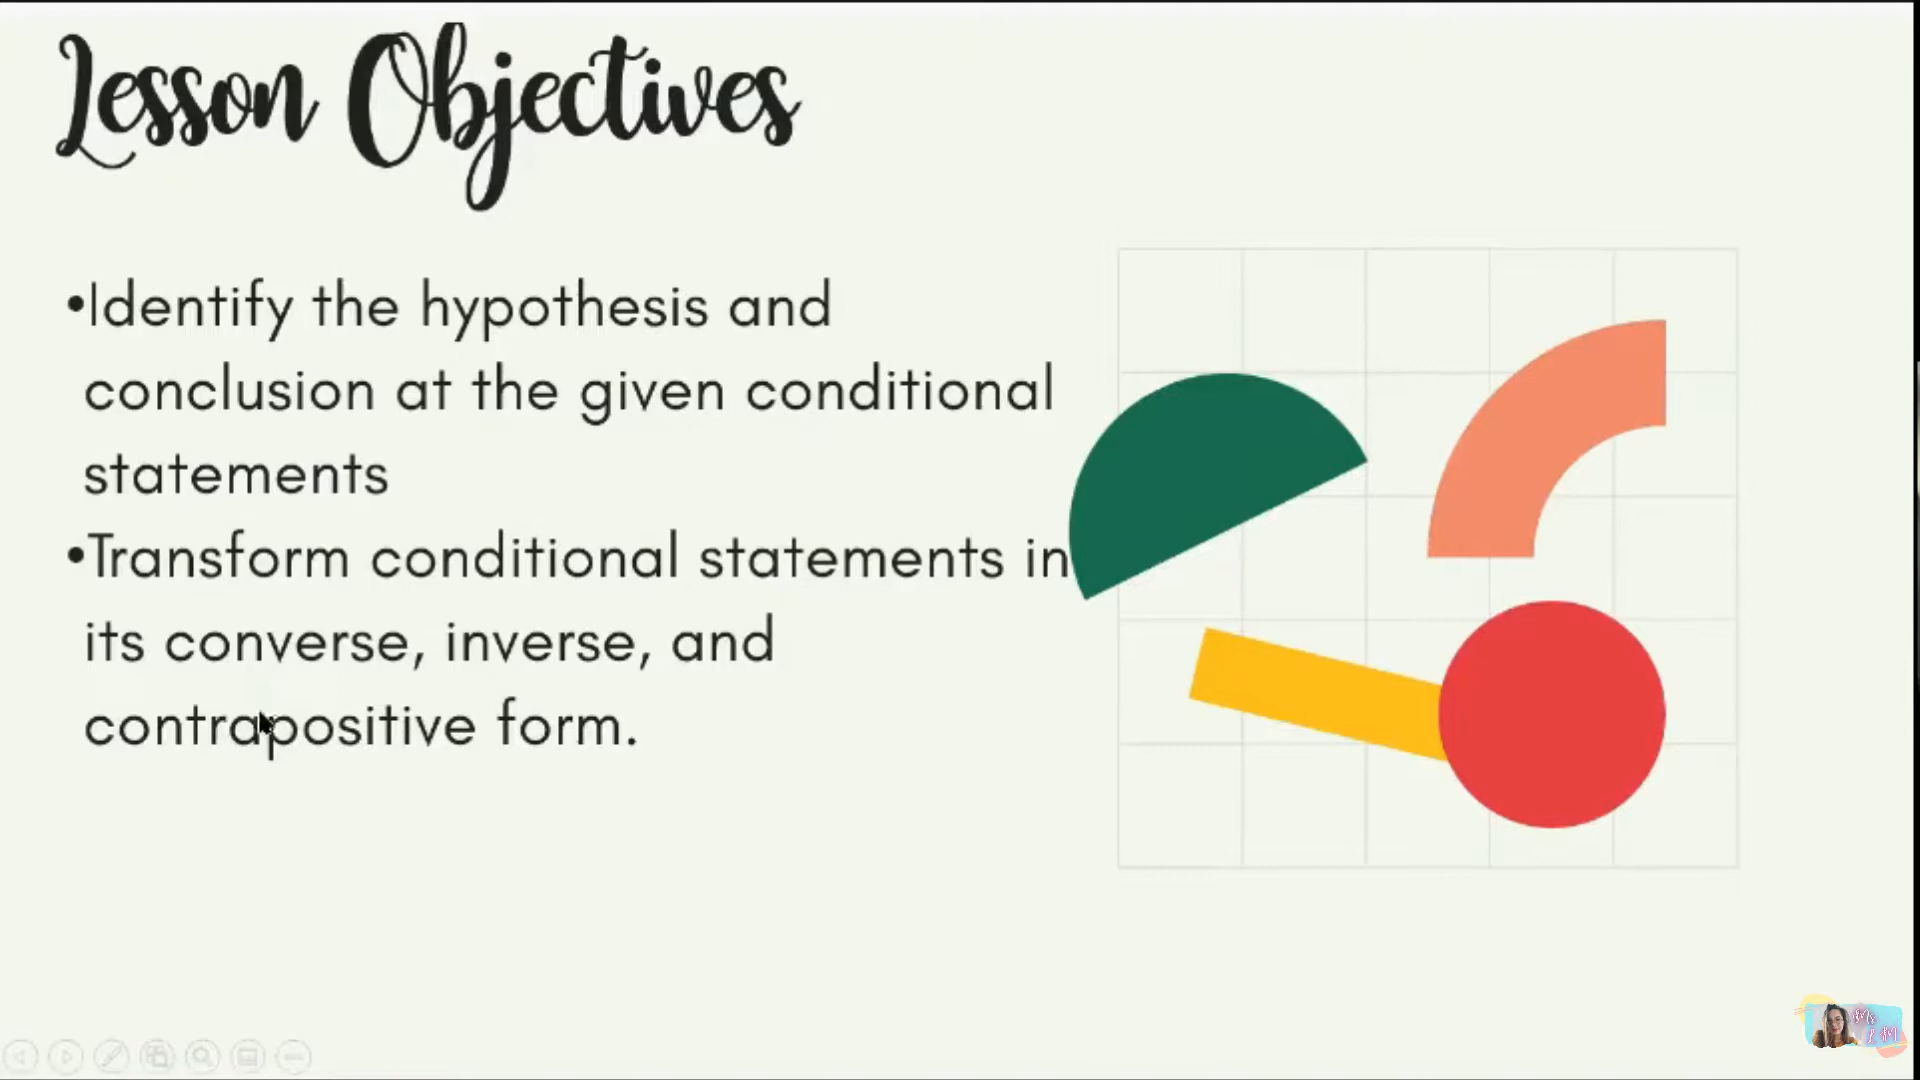 Lesson Objectives
•Identify the hypothesis and
conclusion at the given conditional
statements
•Transform conditional statements in
its converse, inverse, and
contrapositive form.